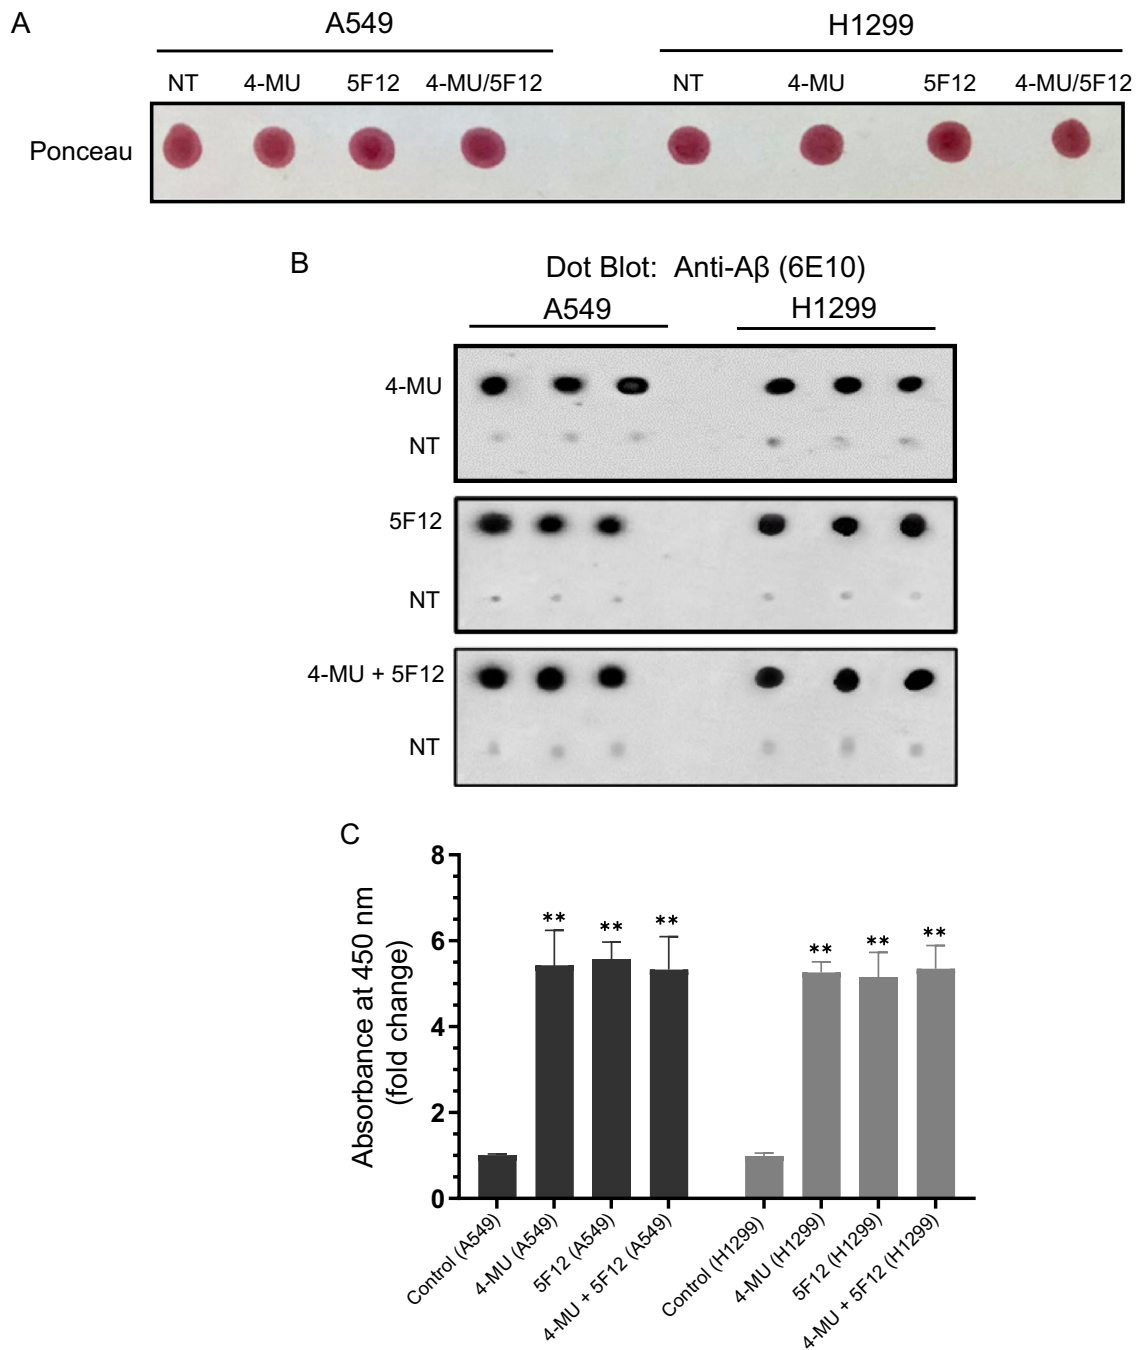 A
A549
H1299
NT 4-MU 5F12 4-MU/5F12 NT 4-MU 5F12 4-MU/5F12
Ponceau
B
Dot Blot: Anti-Aβ (6E10)
A549 H1299
4-MU
NT
5F12
NT
4-MU + 5F12
NT
C
Absorbance at 450 nm
(fold change)
8
6
4
2
0
** ** ** ** ** **
Control (A549)
4-MU (A549)
5F12 (A549)
4-MU + 5F12 (A549)
Control (H1299)
4-MU (H1299)
5F12 (H1299)
4-MU + 5F12 (H1299)